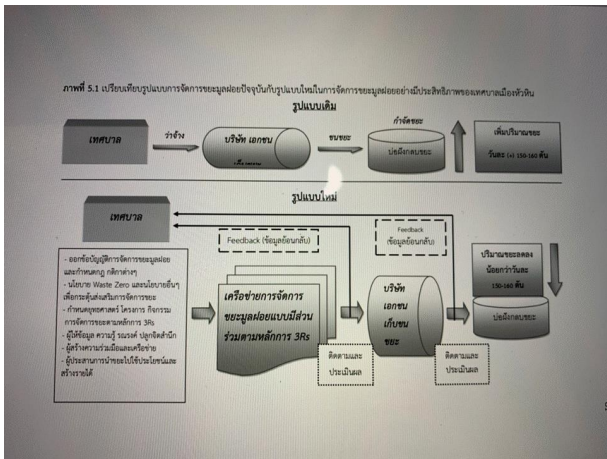 ภาพที่ 5.1 เปรียบเทียบรูปแบบการจัดการขยะมูลฝอยปัจจุบันกับรูปแบบใหม่ในการจัดการขยะมูลฝอยอย่างมีประสิทธิภาพของเทศบาลเมืองหัวหิน
รูปแบบเดิม
เทศบาล
ว่าจ้าง
บริษัท เอกชน
ขนขยะ
กำจัดขยะ
บ่อฝังกลบขยะ
เพิ่มปริมาณขยะ
วันละ (+) 150-160 ตัน
รูปแบบใหม่
เทศบาล
Feedback (ข้อมูลย้อนกลับ)
Feedback
(ข้อมูลย้อนกลับ)
- ออกข้อบัญญัติการจัดการขยะมูลฝอย
และกำหนดกฎ กติกาต่างๆ
- นโยบาย Waste Zero และนโยบายอื่นๆ
เพื่อกระตุ้นส่งเสริมการจัดการขยะ
- กำหนดยุทธศาสตร์ โครงการ กิจกรรม
การจัดการขยะตามหลักการ 3Rs
- ผู้ให้ข้อมูล ความรู้ รณรงค์ ปลูกจิตสำนึก
- ผู้สร้างความร่วมมือและเครือข่าย
- ผู้ประสานการนำขยะไปใช้ประโยชน์และ
สร้างรายได้
เครือข่ายการจัดการ
ขยะมูลฝอยแบบมีส่วน
ร่วมตามหลักการ 3Rs
ติดตามและ
ประเมินผล
บริษัท
เอกชน
เก็บขน
ขยะ
ติดตามและ
ประเมินผล
ปริมาณขยะลดลง
น้อยกว่าวันละ
150-160 ตัน
บ่อฝังกลบขยะ